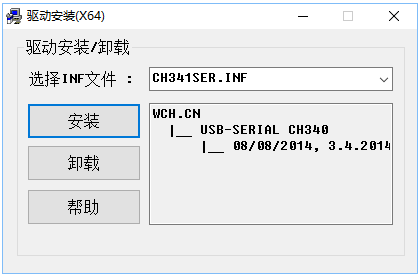 驱动安装(X64)
驱动安装/卸载
选择INF文件 :
CH341SER.INF
安装
卸载
帮助
WCH.CN
|__ USB-SERIAL CH340
|__ 08/08/2014, 3.4.2014